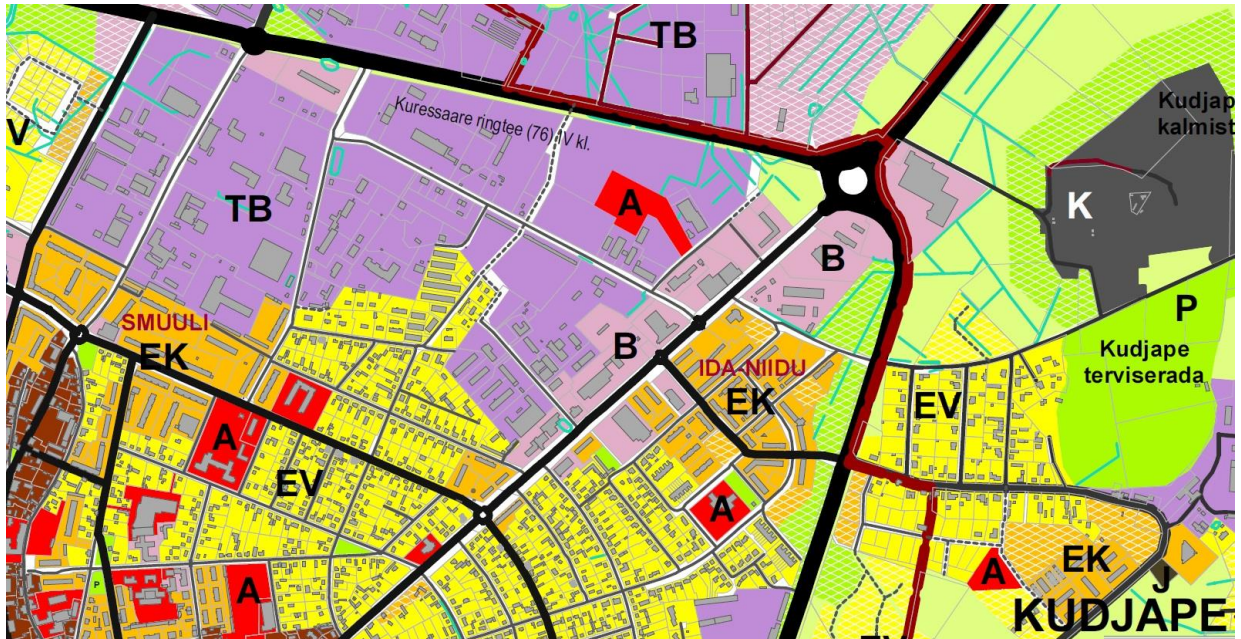 TB
Kudjape
kalmist
Kuressaare ringtee (76) IV kl.
V
TB
A
K
B
P
SMUULI
EK
B
IDA-NIIDU
EK
Kudjape
terviserada
EV
A
EV
A
A
A
EK
J
KUDJAPE
P